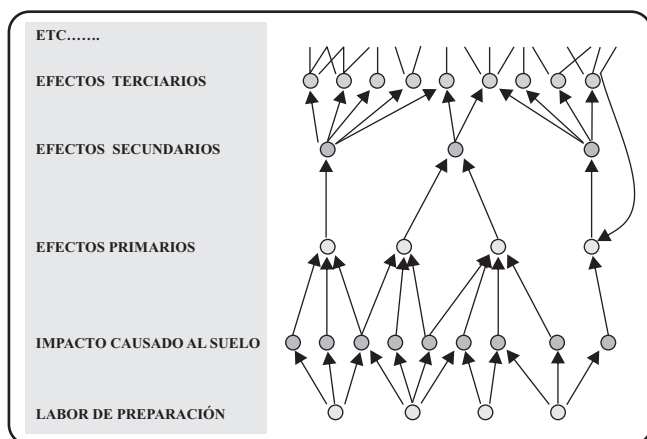 ETC.......
EFECTOS TERCIARIOS
EFECTOS SECUNDARIOS
EFECTOS PRIMARIOS
IMPACTO CAUSADO AL SUELO
LABOR DE PREPARACIÓN